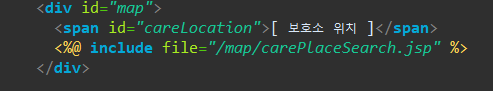 <div id="map">
<span id="careLocation">[ 보호소 위치 ]</span>
<%@ include file="/map/carePlaceSearch.jsp" %>
</div>